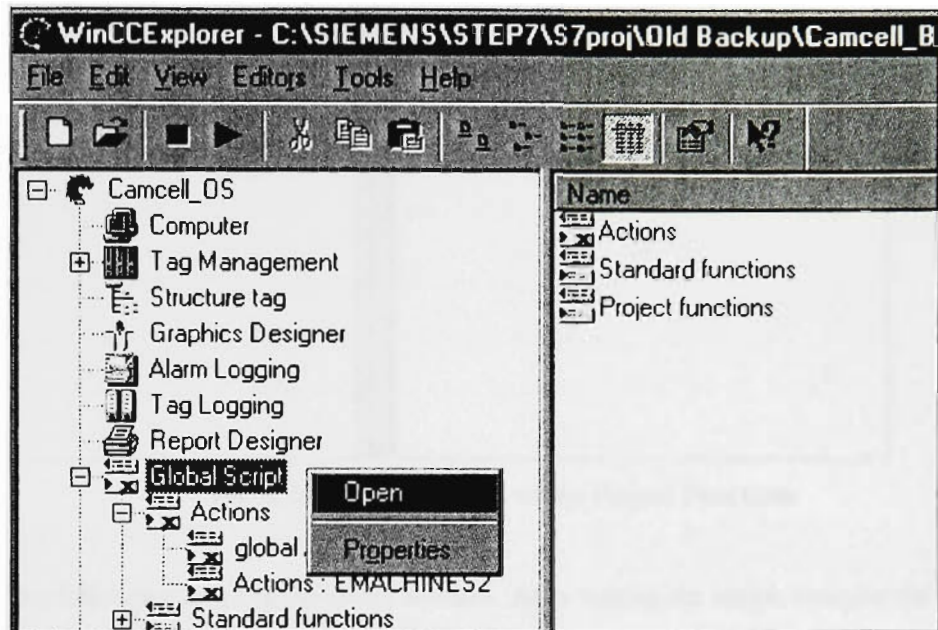 WinCCExplorer - C:\SIEMENS\STEP7\S7proj\Old Backup\Camcell_B
File Edit View Editors Tools Help
Camcell_OS
Computer
Tag Management
Structure tag
Graphics Designer
Alarm Logging
Tag Logging
Report Designer
Global Script
Actions
global
Actions : EMACHINES2
Standard functions
Open
Properties
Name
Actions
Standard functions
Project functions